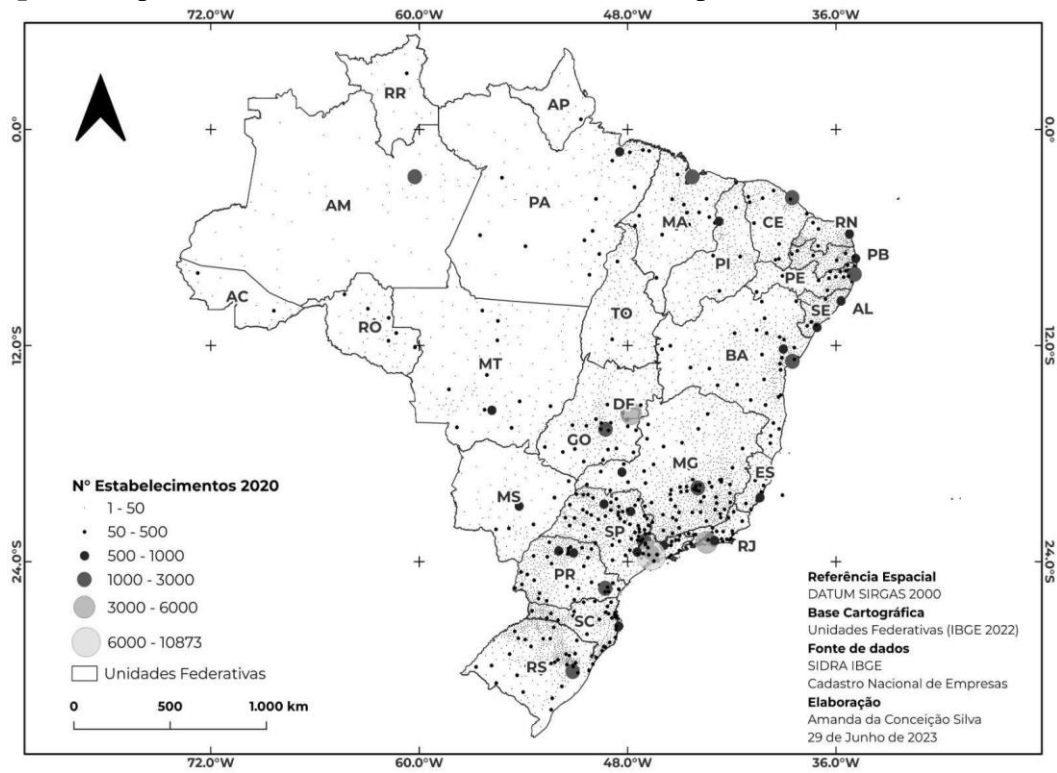 72.0°W 60.0°W 48.0°W 36.0°W
0.0°
12.0°S
24.0°S
0.0°
12.0°S
24.0°S
RR
AP
AM
PA
MA
CE
RN
PB
PI
PE
AC
TO
SE
AL
RO
BA
MT
DF
GO
MG
ES
MS
SP
RJ
PR
SC
RS
N° Estabelecimentos 2020
1 - 50
50 - 500
500 - 1000
1000 - 3000
3000 - 6000
6000 - 10873
Unidades Federativas
0 500 1.000 km
Referência Espacial
DATUM SIRGAS 2000
Base Cartográfica
Unidades Federativas (IBGE 2022)
Fonte de dados
SIDRA IBGE
Cadastro Nacional de Empresas
Elaboração
Amanda da Conceição Silva
29 de Junho de 2023
72.0°W 60.0°W 48.0°W 36.0°W